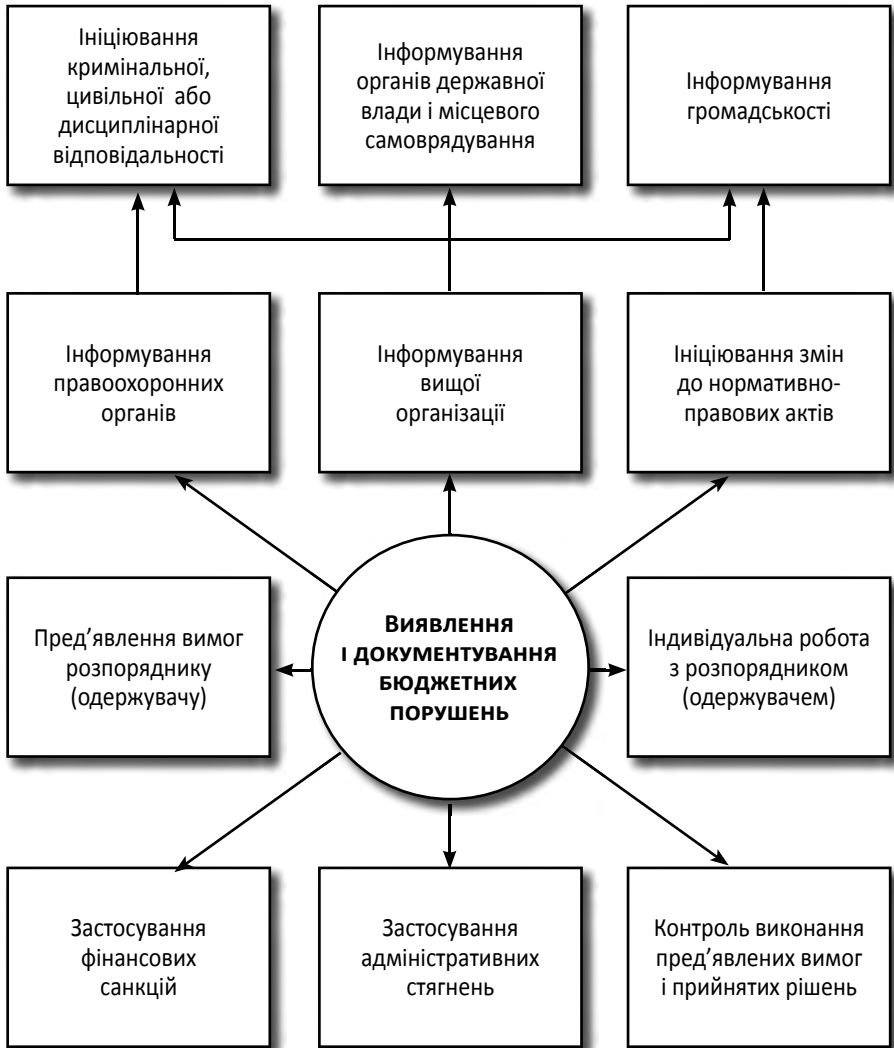 Ініціювання
кримінальної,
цивільної або
дисциплінарної
відповідальності
Інформування
органів державної
влади і місцевого
самоврядування
Інформування
громадськості
Інформування
правоохоронних
органів
Інформування
вищої
організації
Ініціювання змін
до нормативно-
правових актів
Пред’явлення вимог
розпоряднику
(одержувачу)
Виявлення
і документування
бюджетних
порушень
Індивідуальна робота
з розпорядником
(одержувачем)
Застосування
фінансових
санкцій
Застосування
адміністративних
стягнень
Контроль виконання
пред’явлених вимог
і прийнятих рішень